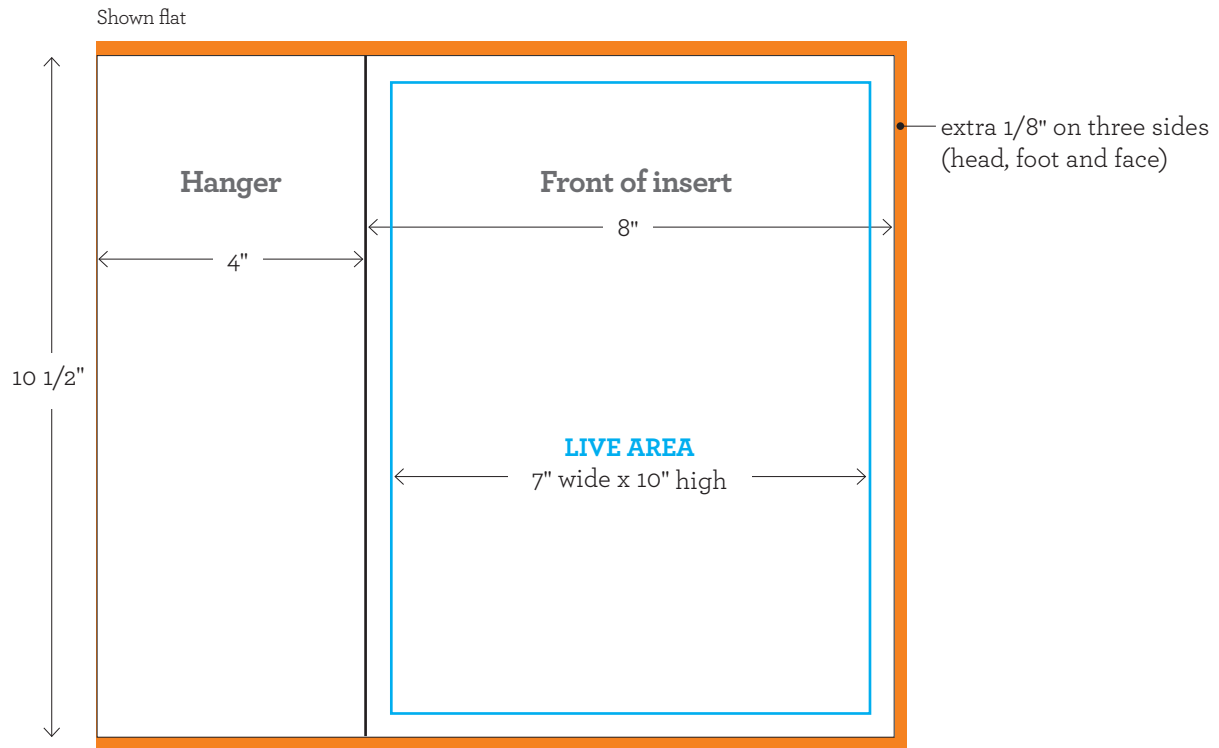 Shown flat
extra 1/8" on three sides
(head, foot and face)
Hanger
Front of insert
8"
4"
10 1/2"
LIVE AREA
7" wide x 10" high